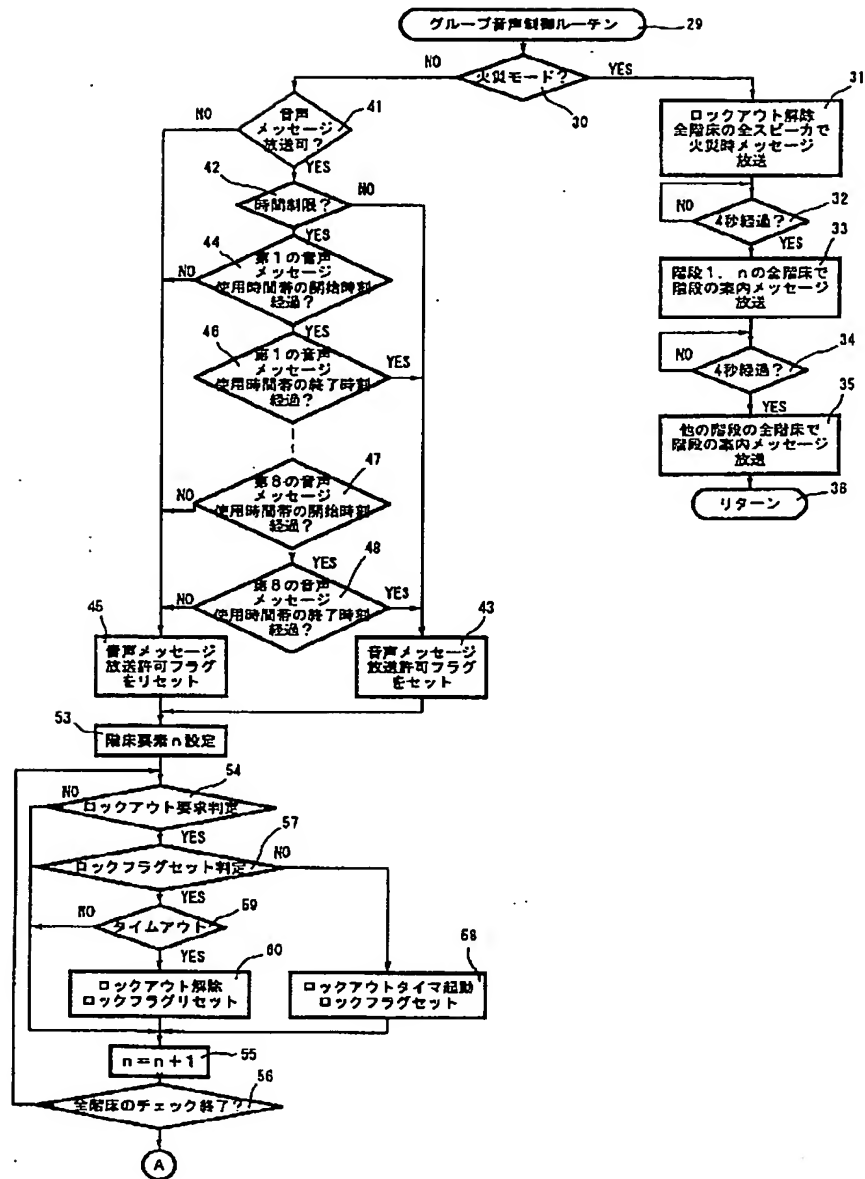 グループ音声制御ルーチン
29
NO
火災モード?
YES
30
31
ロックアウト解除
全階床の全スピーカで
火災時メッセージ
放送
NO
4秒経過?
32
YES
33
階段1、nの全階床で
階段の案内メッセージ
放送
NO
4秒経過?
34
YES
35
他の階段の全階床で
階段の案内メッセージ
放送
リターン
36
NO
音声
メッセージ
放送可?
41
YES
42
時間制限?
NO
YES
44
NO
第1の音声
メッセージ
使用時間帯の開始時刻
経過?
YES
46
第1の音声
メッセージ
使用時間帯の終了時刻
経過?
YES
47
NO
第8の音声
メッセージ
使用時間帯の開始時刻
経過?
YES
48
NO
第8の音声
メッセージ
使用時間帯の終了時刻
経過?
YES
45
音声メッセージ
放送許可フラグ
をリセット
43
音声メッセージ
放送許可フラグ
をセット
53
階床要素n設定
54
NO
ロックアウト要求判定
YES
57
ロックフラグセット判定
NO
YES
NO
タイムアウト
59
YES
60
ロックアウト解除
ロックフラグリセット
58
ロックアウトタイマ起動
ロックフラグセット
n=n+1
55
56
全階床のチェック終了?
A